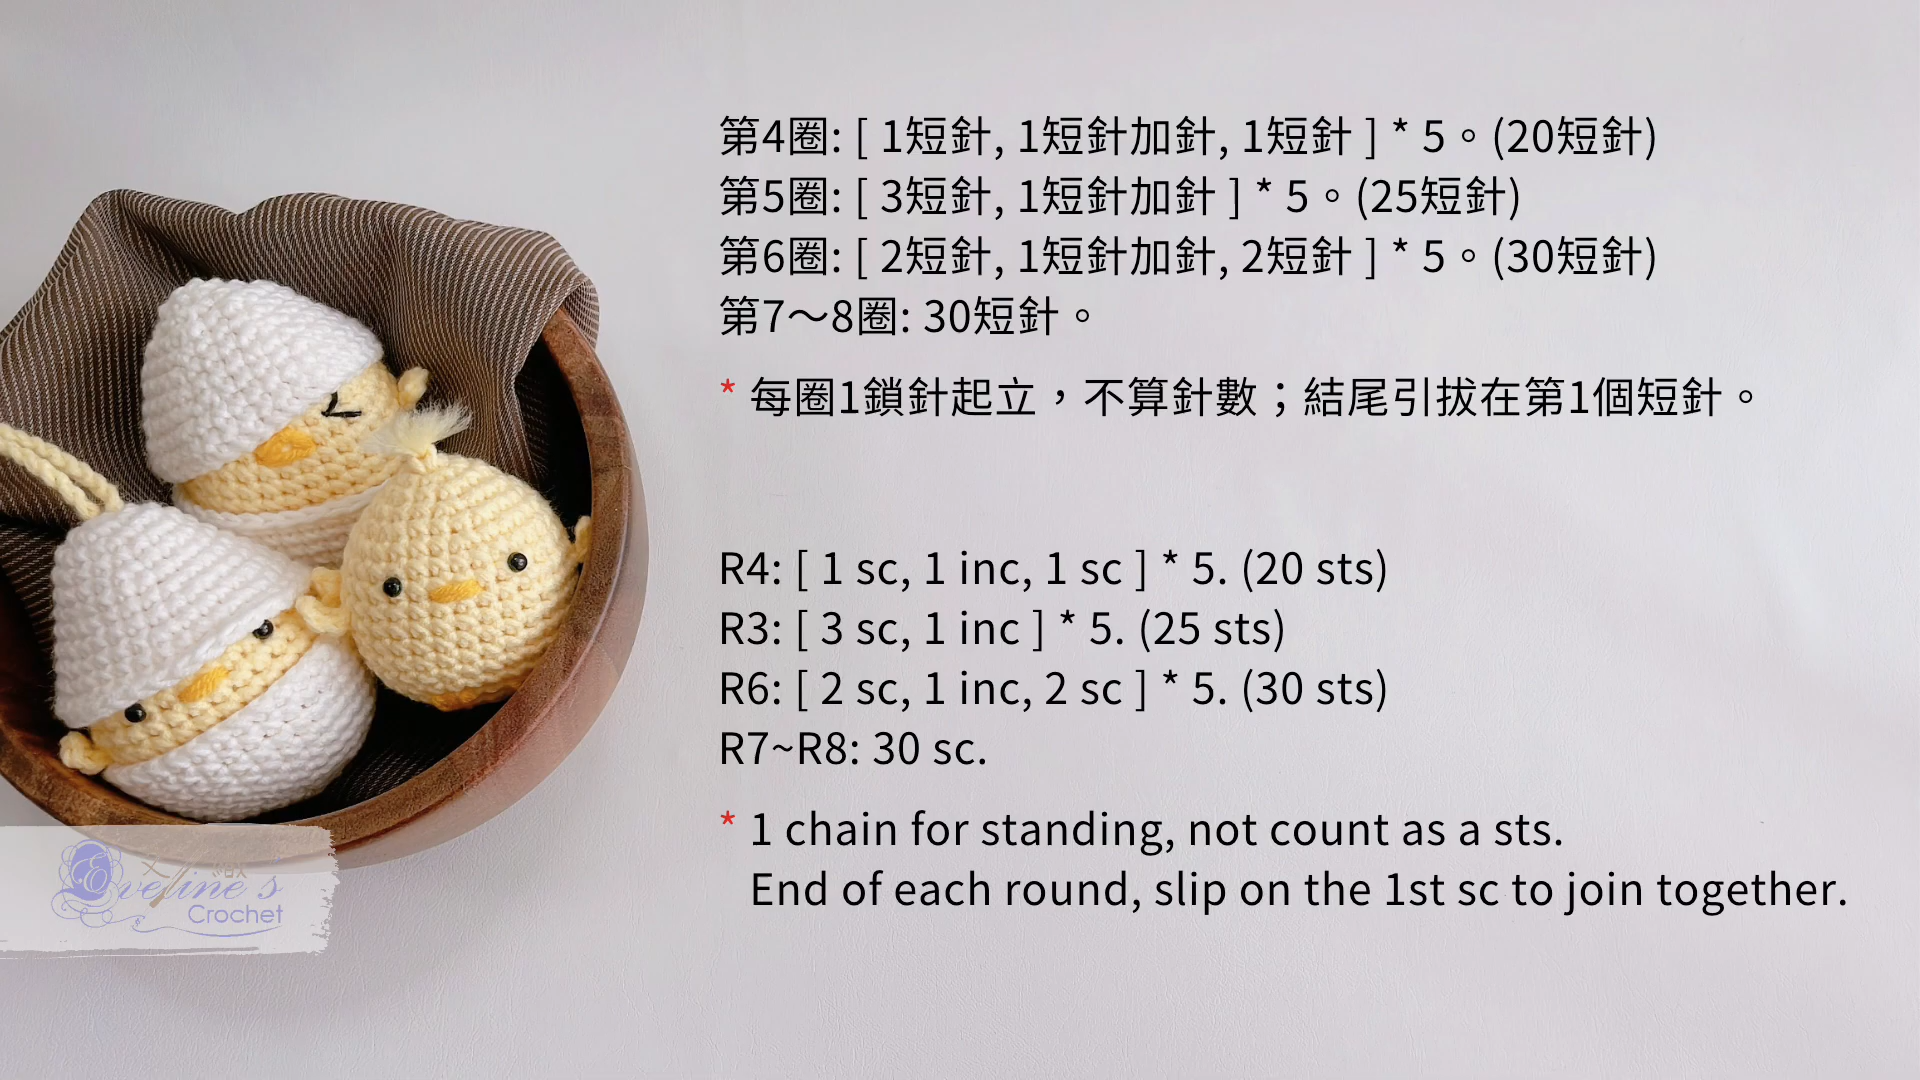 第4圈: [ 1短針, 1短針加針, 1短針 ] * 5。(20短針)
第5圈: [ 3短針, 1短針加針 ] * 5。(25短針)
第6圈: [ 2短針, 1短針加針, 2短針 ] * 5。(30短針)
第7～8圈: 30短針。
* 每圈1鎖針起立，不算針數；結尾引拔在第1個短針。
R4: [ 1 sc, 1 inc, 1 sc ] * 5. (20 sts)
R3: [ 3 sc, 1 inc ] * 5. (25 sts)
R6: [ 2 sc, 1 inc, 2 sc ] * 5. (30 sts)
R7~R8: 30 sc.
* 1 chain for standing, not count as a sts.
End of each round, slip on the 1st sc to join together.
Eveline's
Crochet